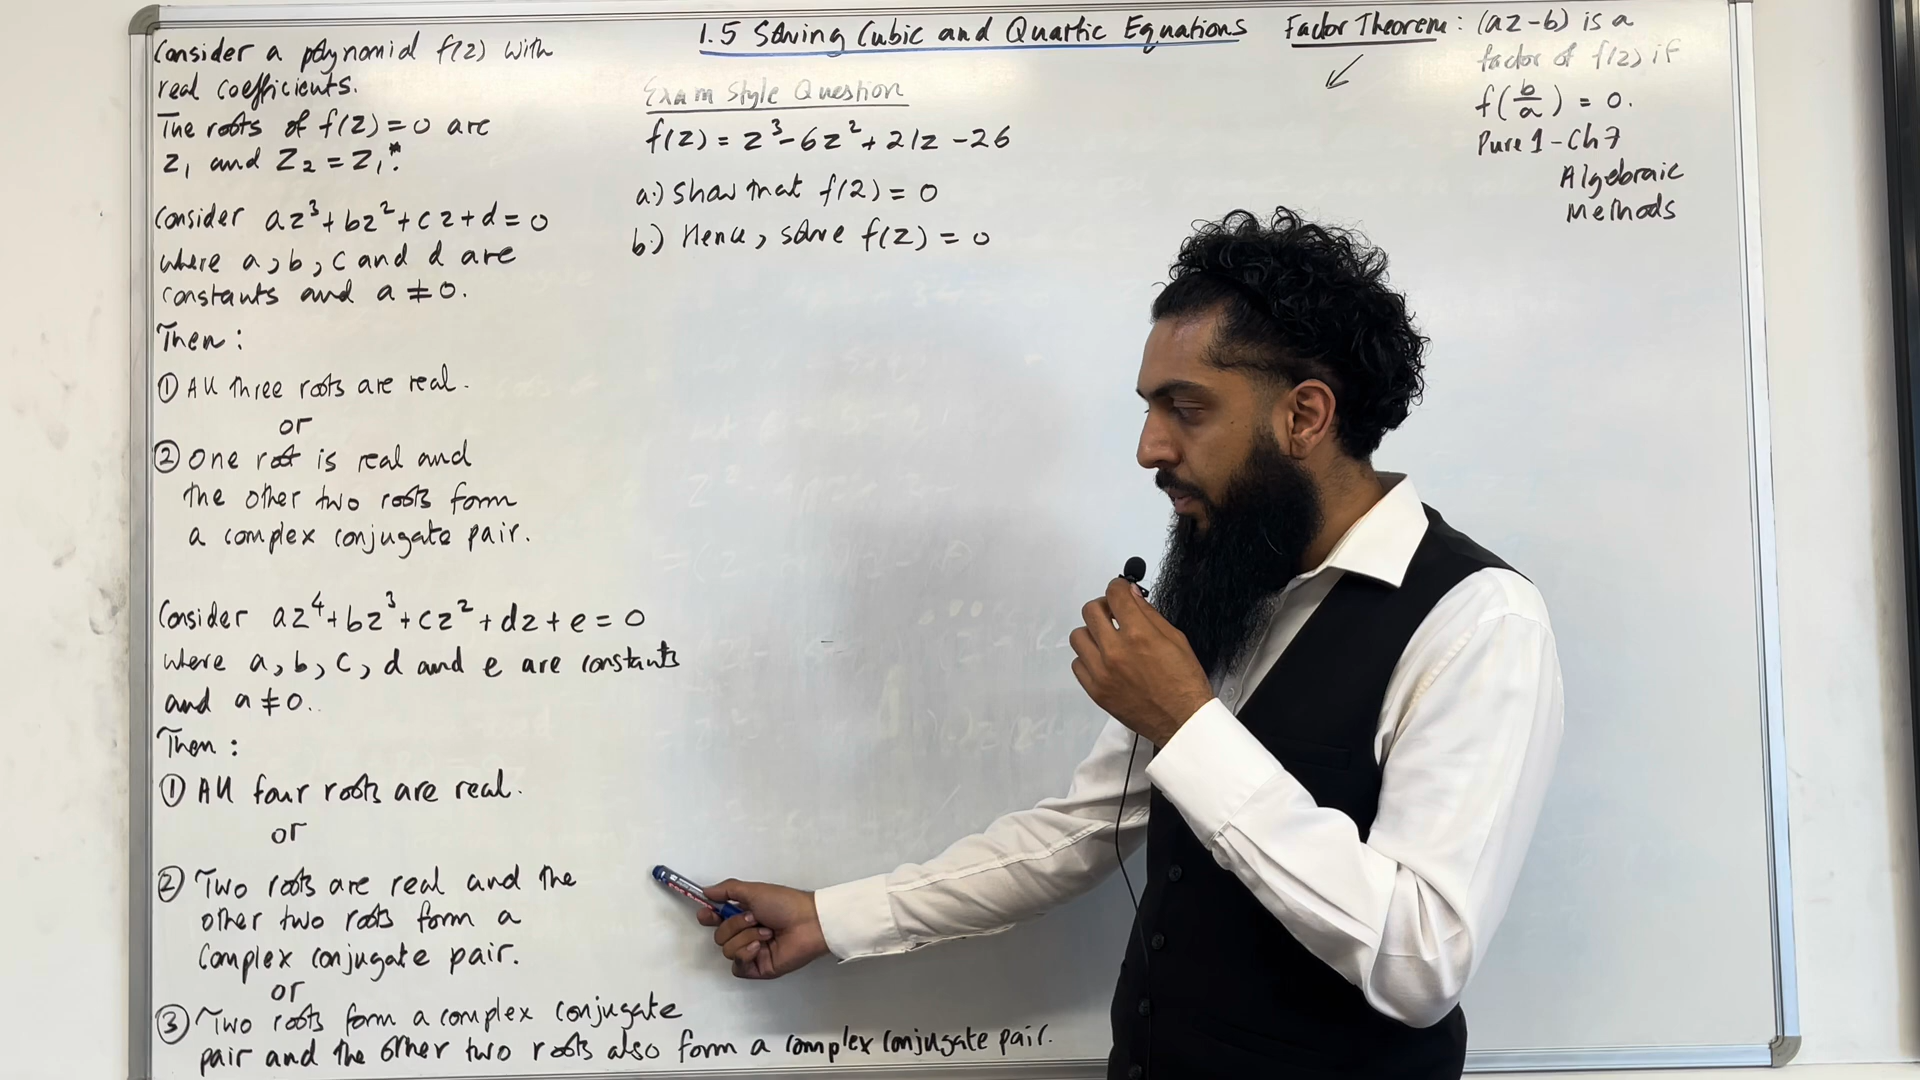 1.5 Solving Cubic and Quartic Equations
Consider a polynomial f(z) with
real coefficients.
The roots of f(z)=0 are
z₁ and z₂ = z₁*.
Consider az³+bz²+cz+d=0
where a, b, c and d are
constants and a ≠ 0.
Then:
① All three roots are real.
or
② One root is real and
the other two roots form
a complex conjugate pair.
Consider az⁴+bz³+cz²+dz+e=0
where a, b, c, d and e are constants
and a ≠ 0.
Then:
① All four roots are real.
or
② Two roots are real and the
other two roots form a
complex conjugate pair.
or
③ Two roots form a complex conjugate
pair and the other two roots also form a complex conjugate pair.
Exam Style Question
f(z) = z³-6z²+21z-26
a.) Show that f(2) = 0
b.) Hence, solve f(z) = 0
Factor Theorem: (az-b) is a
factor of f(z) if
f(b/a) = 0.
Pure 1 - Ch 7
Algebraic
Methods